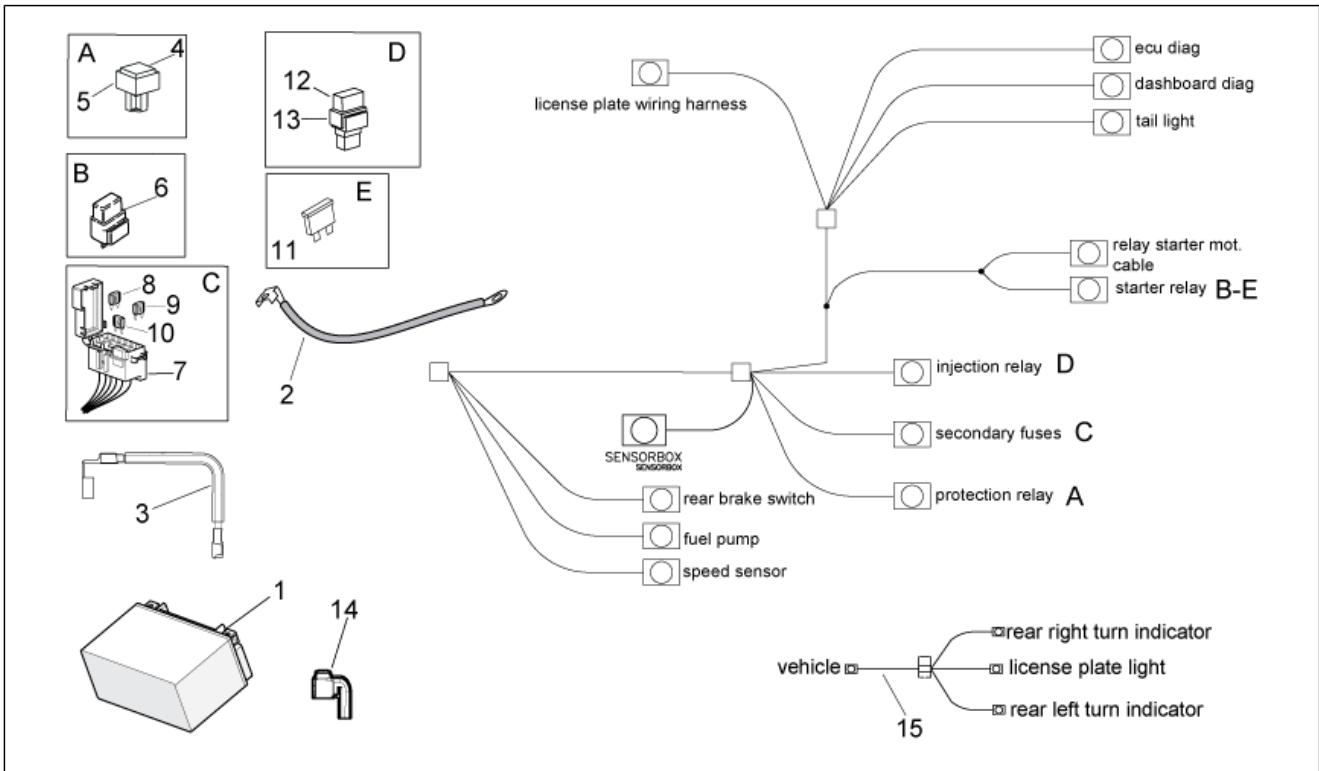 A
4
5
D
12
13
B
6
E
11
C
8
9
10
7
2
3
1
14
license plate wiring harness
ecu diag
dashboard diag
tail light
relay starter mot.
cable
starter relay B-E
injection relay D
secondary fuses C
protection relay A
SENSORBOX
SENSORBOX
rear brake switch
fuel pump
speed sensor
vehicle
15
rear right turn indicator
license plate light
rear left turn indicator